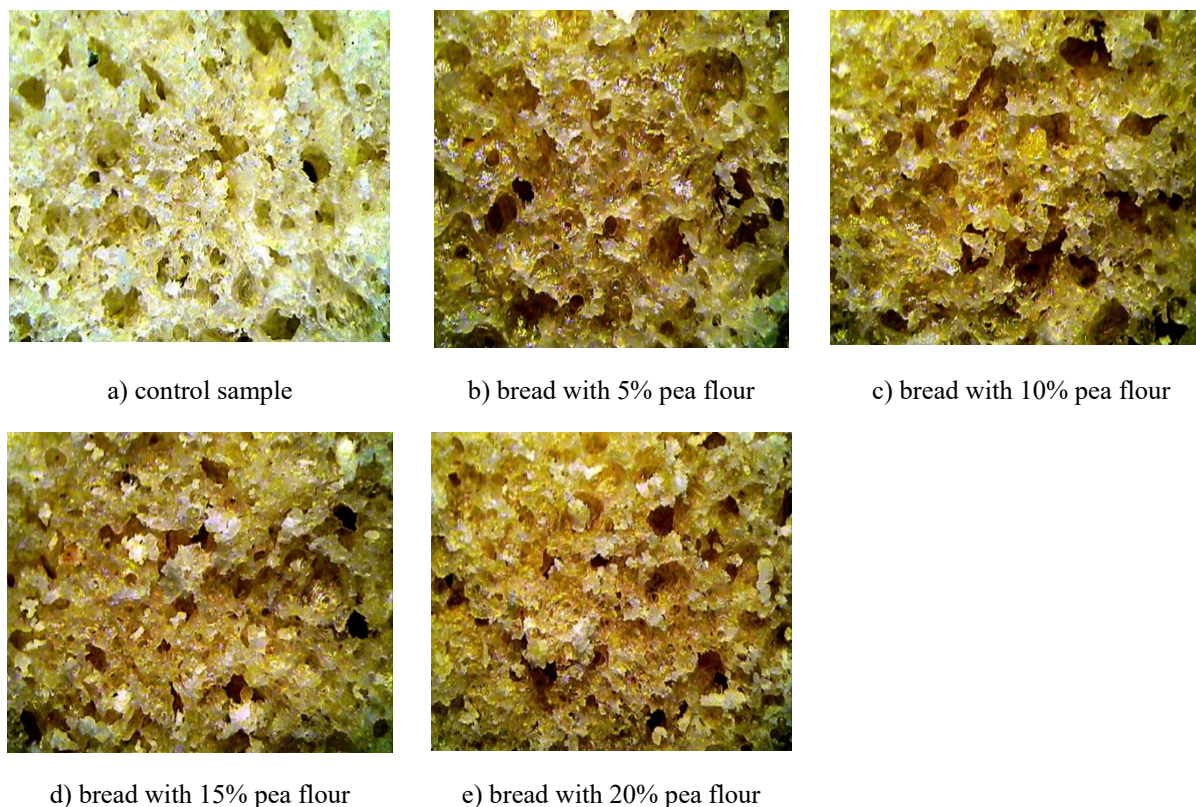 a) control sample
b) bread with 5% pea flour
c) bread with 10% pea flour
d) bread with 15% pea flour
e) bread with 20% pea flour